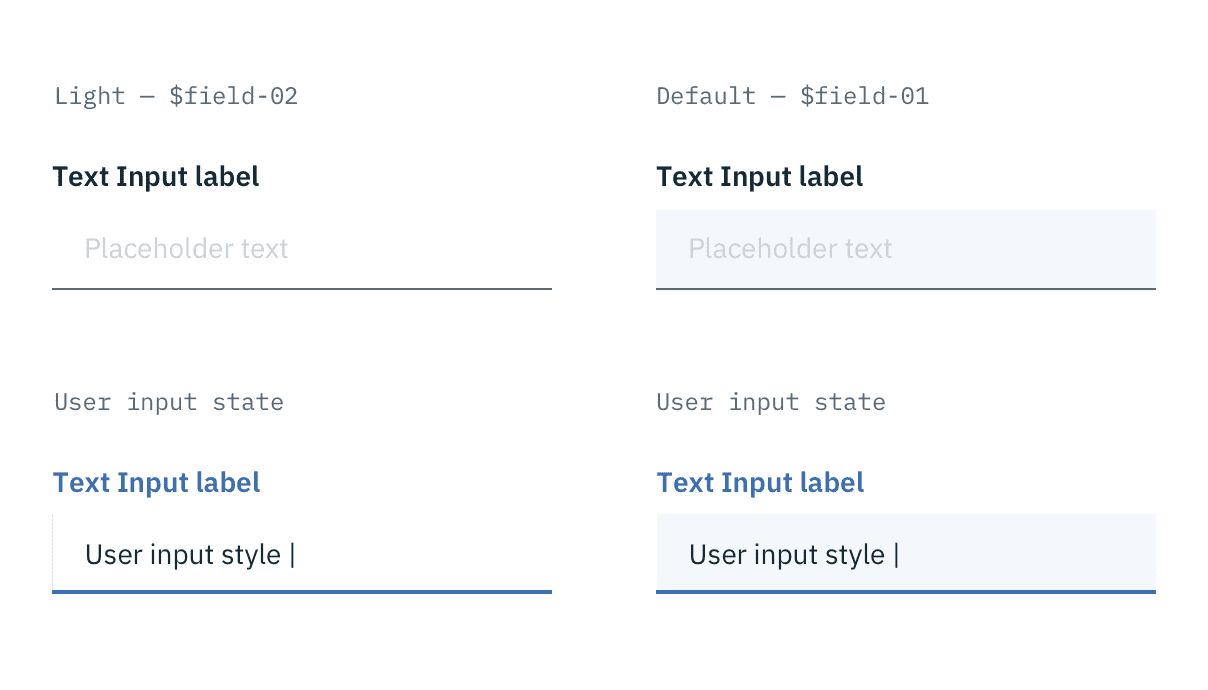 Light — $field-02
Text Input label
Placeholder text
User input state
Text Input label
User input style |
Default — $field-01
Text Input label
Placeholder text
User input state
Text Input label
User input style |